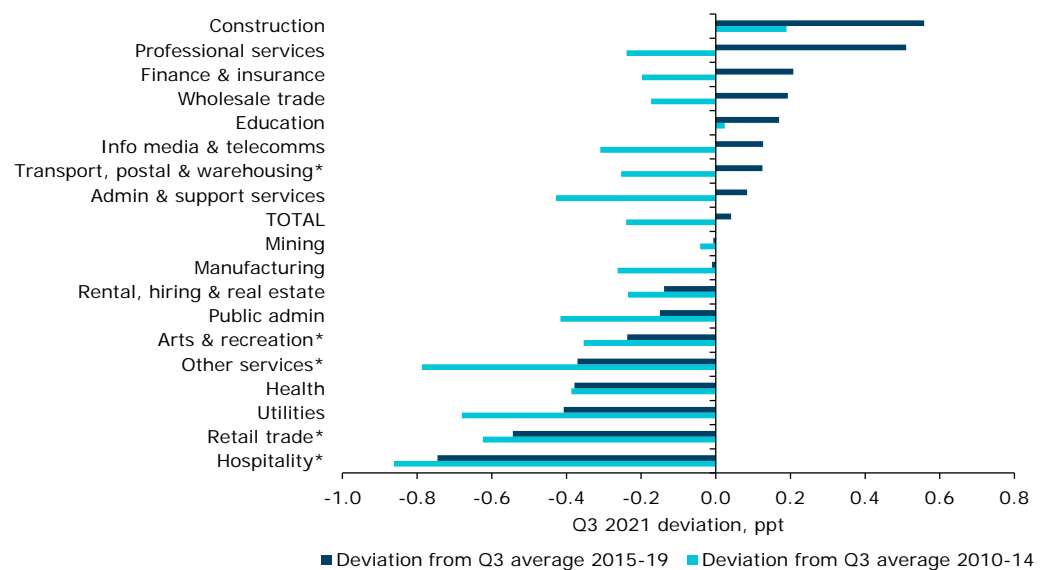 Construction
Professional services
Finance & insurance
Wholesale trade
Education
Info media & telecomms
Transport, postal & warehousing*
Admin & support services
TOTAL
Mining
Manufacturing
Rental, hiring & real estate
Public admin
Arts & recreation*
Other services*
Health
Utilities
Retail trade*
Hospitality*
-1.0 -0.8 -0.6 -0.4 -0.2 0.0 0.2 0.4 0.6 0.8
Q3 2021 deviation, ppt
Deviation from Q3 average 2015-19 Deviation from Q3 average 2010-14